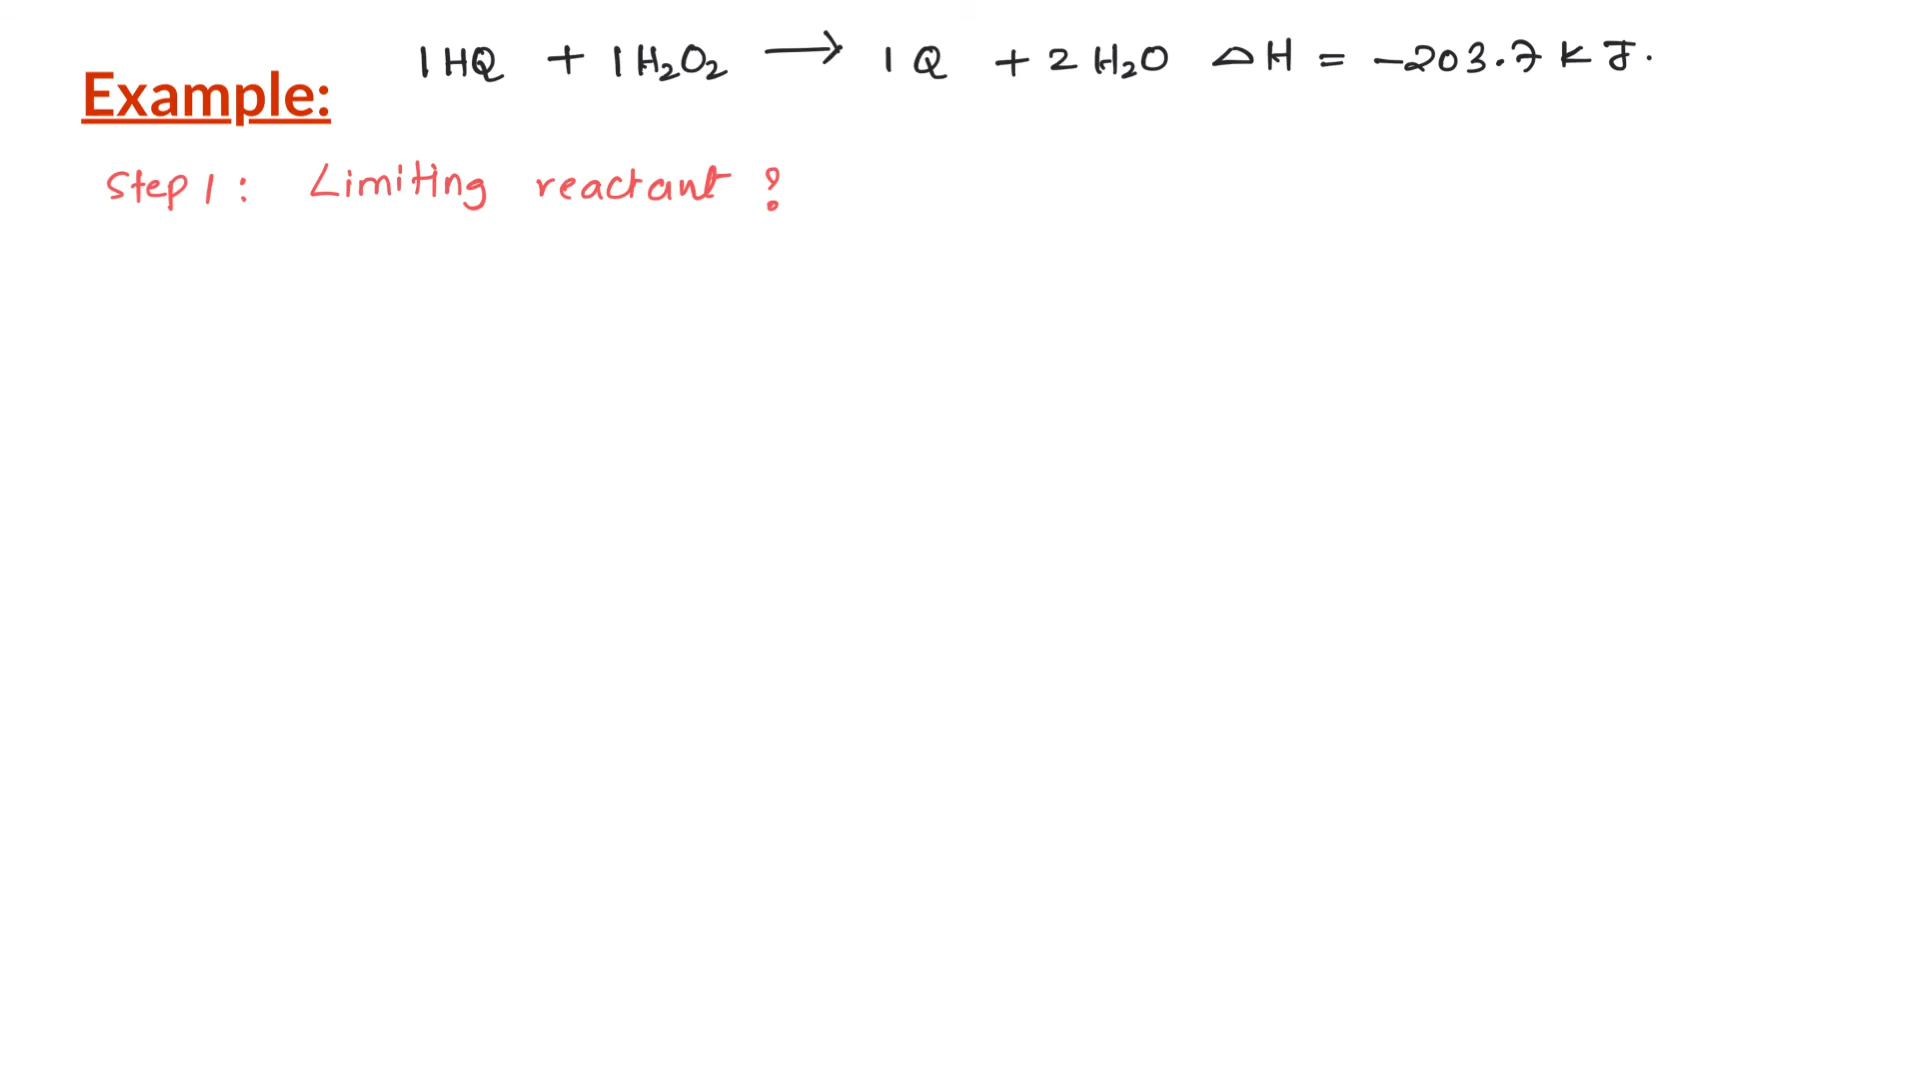 1 HQ + 1 H₂O₂ → 1 Q + 2 H₂O ΔH = -203.7 kJ.
Example:
Step 1: Limiting reactant ?